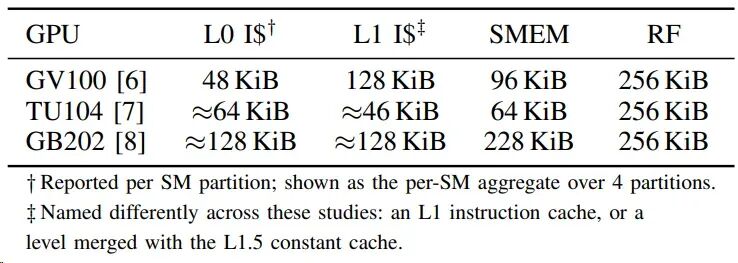 GPU L0 I$† L1 I$‡ SMEM RF
GV100 [6] 48 KiB 128 KiB 96 KiB 256 KiB
TU104 [7] ≈64 KiB ≈46 KiB 64 KiB 256 KiB
GB202 [8] ≈128 KiB ≈128 KiB 228 KiB 256 KiB
† Reported per SM partition; shown as the per-SM aggregate over 4 partitions.
‡ Named differently across these studies: an L1 instruction cache, or a
level merged with the L1.5 constant cache.